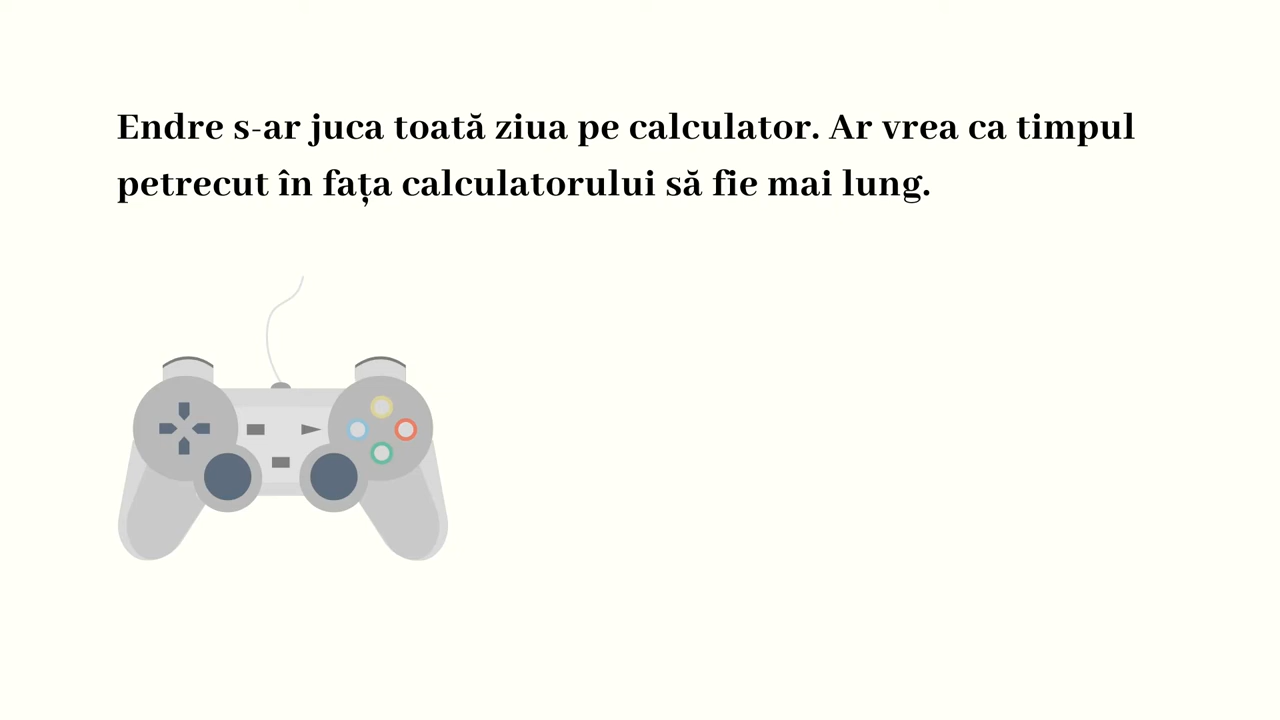 Endre s-ar juca toată ziua pe calculator. Ar vrea ca timpul
petrecut în fața calculatorului să fie mai lung.